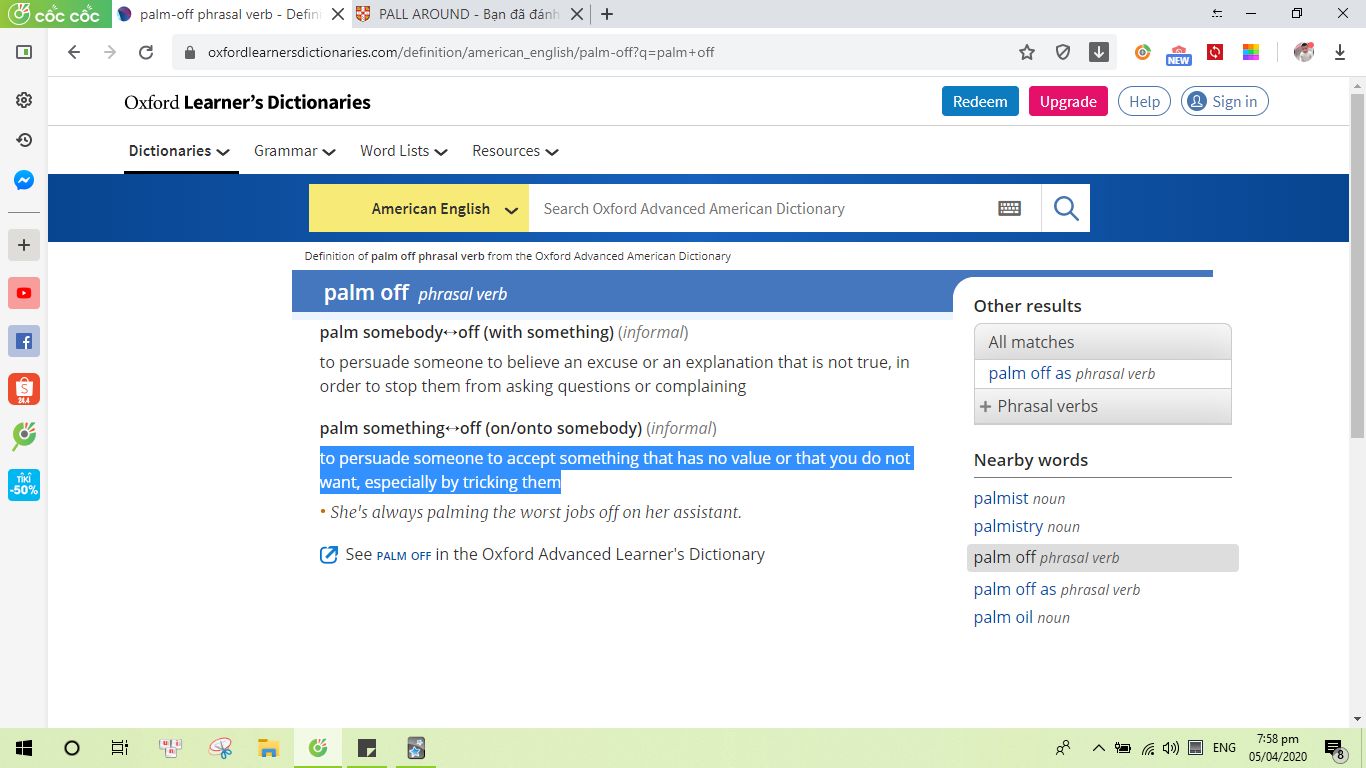 cốc cốc
palm-off phrasal verb - Defin
PALL AROUND - Bạn đã đánh
oxfordlearnersdictionaries.com/definition/american_english/palm-off?q=palm+off
NEW
Oxford Learner's Dictionaries
Redeem
Upgrade
Help
Sign in
Dictionaries
Grammar
Word Lists
Resources
American English
Search Oxford Advanced American Dictionary
Definition of palm off phrasal verb from the Oxford Advanced American Dictionary
palm off phrasal verb
palm somebody↔off (with something) (informal)
to persuade someone to believe an excuse or an explanation that is not true, in
order to stop them from asking questions or complaining
palm something↔off (on/onto somebody) (informal)
to persuade someone to accept something that has no value or that you do not
want, especially by tricking them
• She's always palming the worst jobs off on her assistant.
See PALM OFF in the Oxford Advanced Learner's Dictionary
Other results
All matches
palm off as phrasal verb
+ Phrasal verbs
Nearby words
palmist noun
palmistry noun
palm off phrasal verb
palm off as phrasal verb
palm oil noun
S
24.4
TIKI
-50%
ENG
7:58 pm
05/04/2020
8